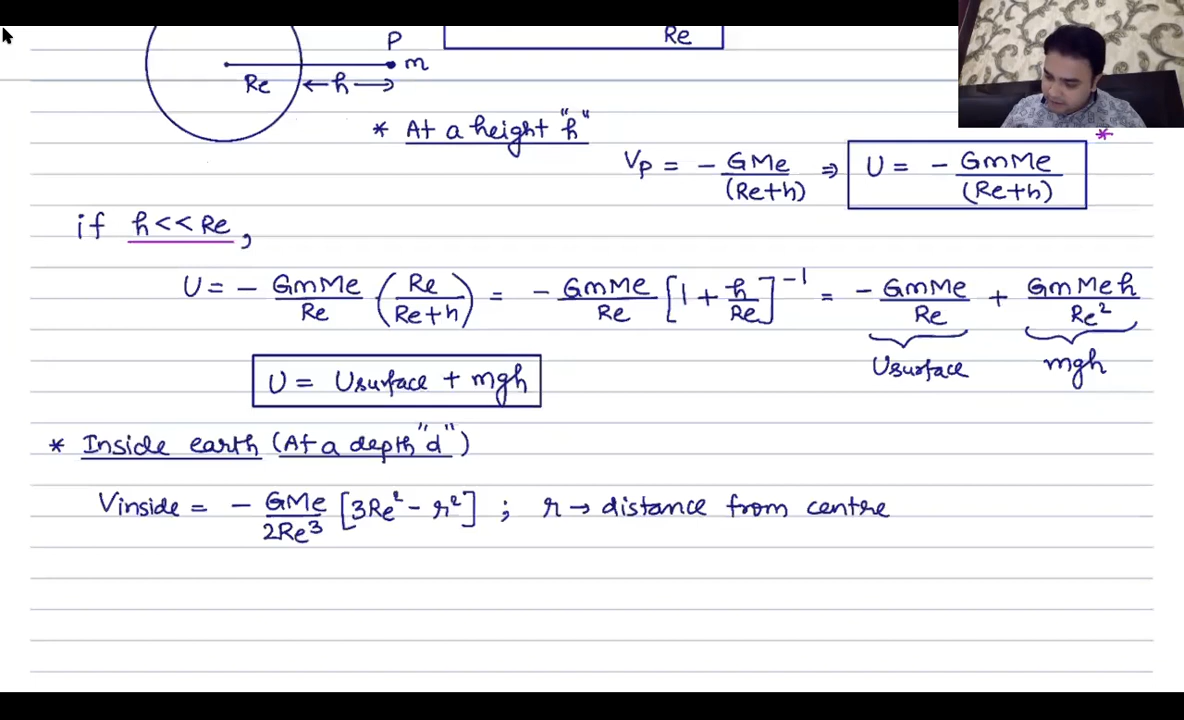 P
Re
m
Re ←h→
* At a height "h"
Vp = - GMe/(Re+h) ⇒ U = - GmMe/(Re+h)
*
if h<<Re,
U = - GmMe/Re (Re/Re+h) = - GmMe/Re [1 + h/Re]⁻¹ = - GmMe/Re + GmMeh/Re²
Usurface mgh
U = Usurface + mgh
* Inside earth (At a depth "d")
Vinside = - GMe/2Re³ [3Re² - r²] ; r → distance from centre